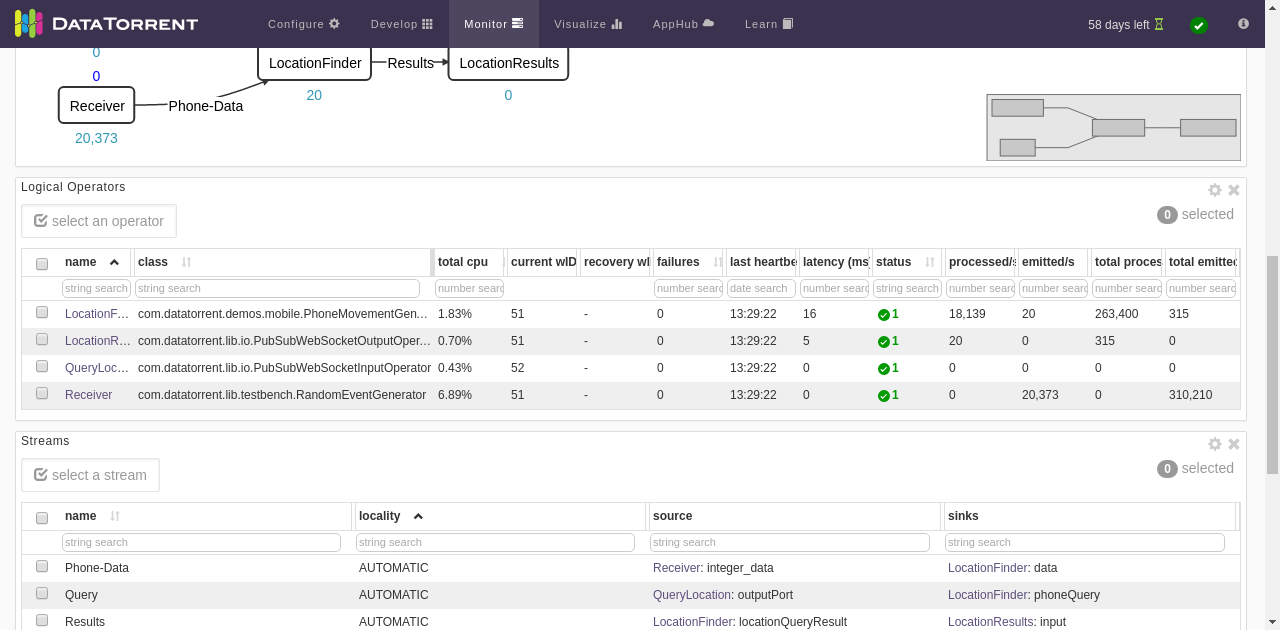 DATATORRENT Configure Develop Monitor Visualize AppHub Learn 58 days left
0
0
LocationFinder Results LocationResults
20 0
Receiver Phone-Data
20,373
Logical Operators
select an operator 0 selected
name class total cpu current wID recovery wI failures last heartbe latency (ms status processed/s emitted/s total proces total emitted
string search string search number searc number searc date search number searc string search number searc number searc number searc number searc
LocationF... com.datatorrent.demos.mobile.PhoneMovementGen... 1.83% 51 - 0 13:29:22 16 1 18,139 20 263,400 315
LocationR... com.datatorrent.lib.io.PubSubWebSocketOutputOper... 0.70% 51 - 0 13:29:22 5 1 20 0 315 0
QueryLoc... com.datatorrent.lib.io.PubSubWebSocketInputOperator 0.43% 52 - 0 13:29:22 0 1 0 0 0 0
Receiver com.datatorrent.lib.testbench.RandomEventGenerator 6.89% 51 - 0 13:29:22 0 1 0 20,373 0 310,210
Streams
select a stream 0 selected
name locality source sinks
string search string search string search string search
Phone-Data AUTOMATIC Receiver: integer_data LocationFinder: data
Query AUTOMATIC QueryLocation: outputPort LocationFinder: phoneQuery
Results AUTOMATIC LocationFinder: locationQueryResult LocationResults: input